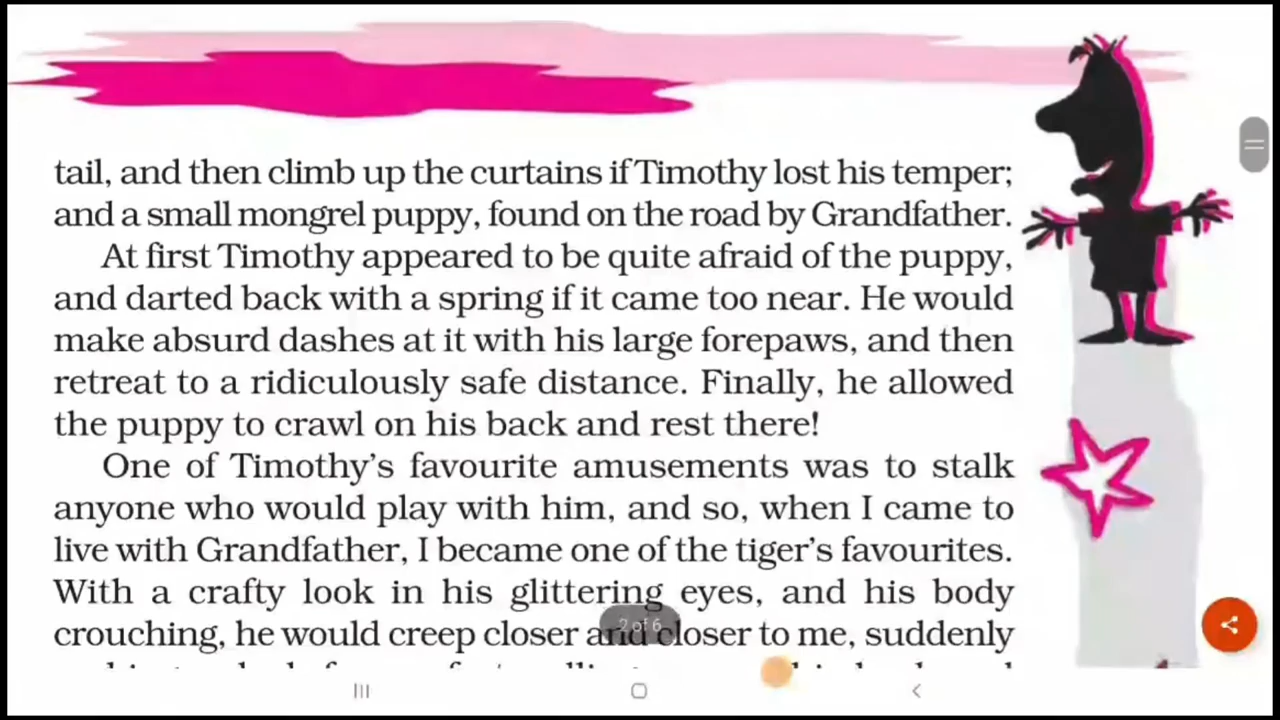 tail, and then climb up the curtains if Timothy lost his temper;
and a small mongrel puppy, found on the road by Grandfather.
At first Timothy appeared to be quite afraid of the puppy,
and darted back with a spring if it came too near. He would
make absurd dashes at it with his large forepaws, and then
retreat to a ridiculously safe distance. Finally, he allowed
the puppy to crawl on his back and rest there!
One of Timothy's favourite amusements was to stalk
anyone who would play with him, and so, when I came to
live with Grandfather, I became one of the tiger's favourites.
With a crafty look in his glittering eyes, and his body
crouching, he would creep closer and closer to me, suddenly
2 of 6